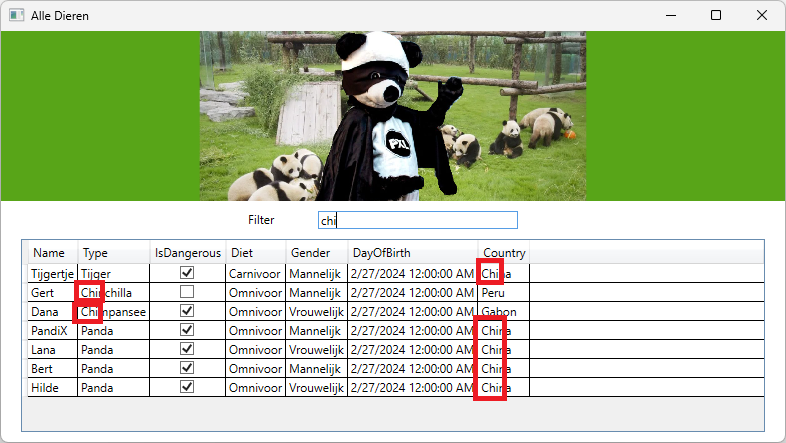 Alle Dieren
PXL
Filter chi
Name Type IsDangerous Diet Gender DayOfBirth Country
Tijgertje Tijger Carnivoor Mannelijk 2/27/2024 12:00:00 AM China
Gert Chinchilla Omnivoor Mannelijk 2/27/2024 12:00:00 AM Peru
Dana Chimpansee Omnivoor Vrouwelijk 2/27/2024 12:00:00 AM Gabon
PandiX Panda Omnivoor Mannelijk 2/27/2024 12:00:00 AM China
Lana Panda Omnivoor Vrouwelijk 2/27/2024 12:00:00 AM China
Bert Panda Omnivoor Mannelijk 2/27/2024 12:00:00 AM China
Hilde Panda Omnivoor Vrouwelijk 2/27/2024 12:00:00 AM China